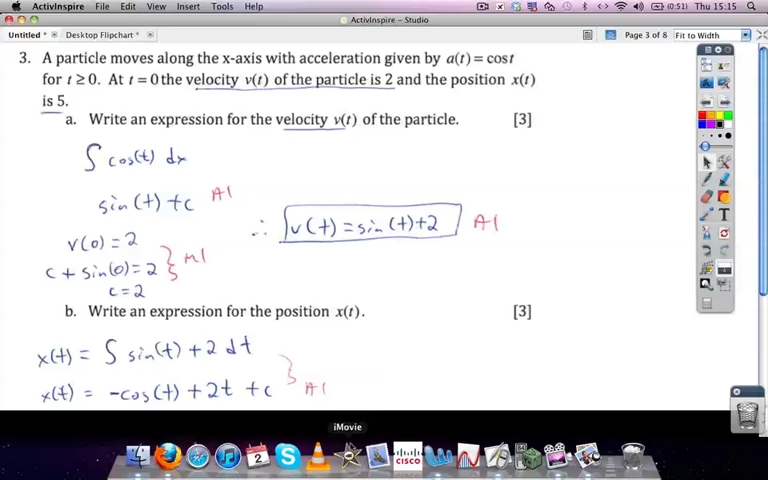 ActivInspire File Edit View Insert Tools Help (0:51) Thu 15:15
ActivInspire – Studio
Untitled * Desktop Flipchart * Page 3 of 8 Fit to Width
3. A particle moves along the x-axis with acceleration given by a(t) = cos t
for t ≥ 0. At t = 0 the velocity v(t) of the particle is 2 and the position x(t)
is 5.
a. Write an expression for the velocity v(t) of the particle. [3]
∫ cos(t) dx
sin(t) + c A1
∴ v(t) = sin(t) + 2 A1
v(0) = 2
c + sin(0) = 2 M1
c = 2
b. Write an expression for the position x(t). [3]
x(t) = ∫ sin(t) + 2 dt
x(t) = -cos(t) + 2t + c A1
iMovie
2
CISCO